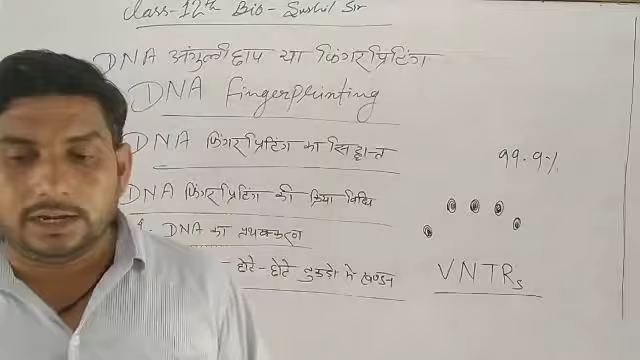 Class-12th Bio- Sushil Sir
DNA अंगुली छाप या फिंगरप्रिंटिंग
DNA Fingerprinting
DNA फिंगरप्रिंटिंग का सिद्धान्त
99.9%
DNA फिंगरप्रिंटिंग की क्रिया विधि
DNA का पृथक्करण
छोटे-छोटे टुकड़ो मे खण्डन
VNTRs